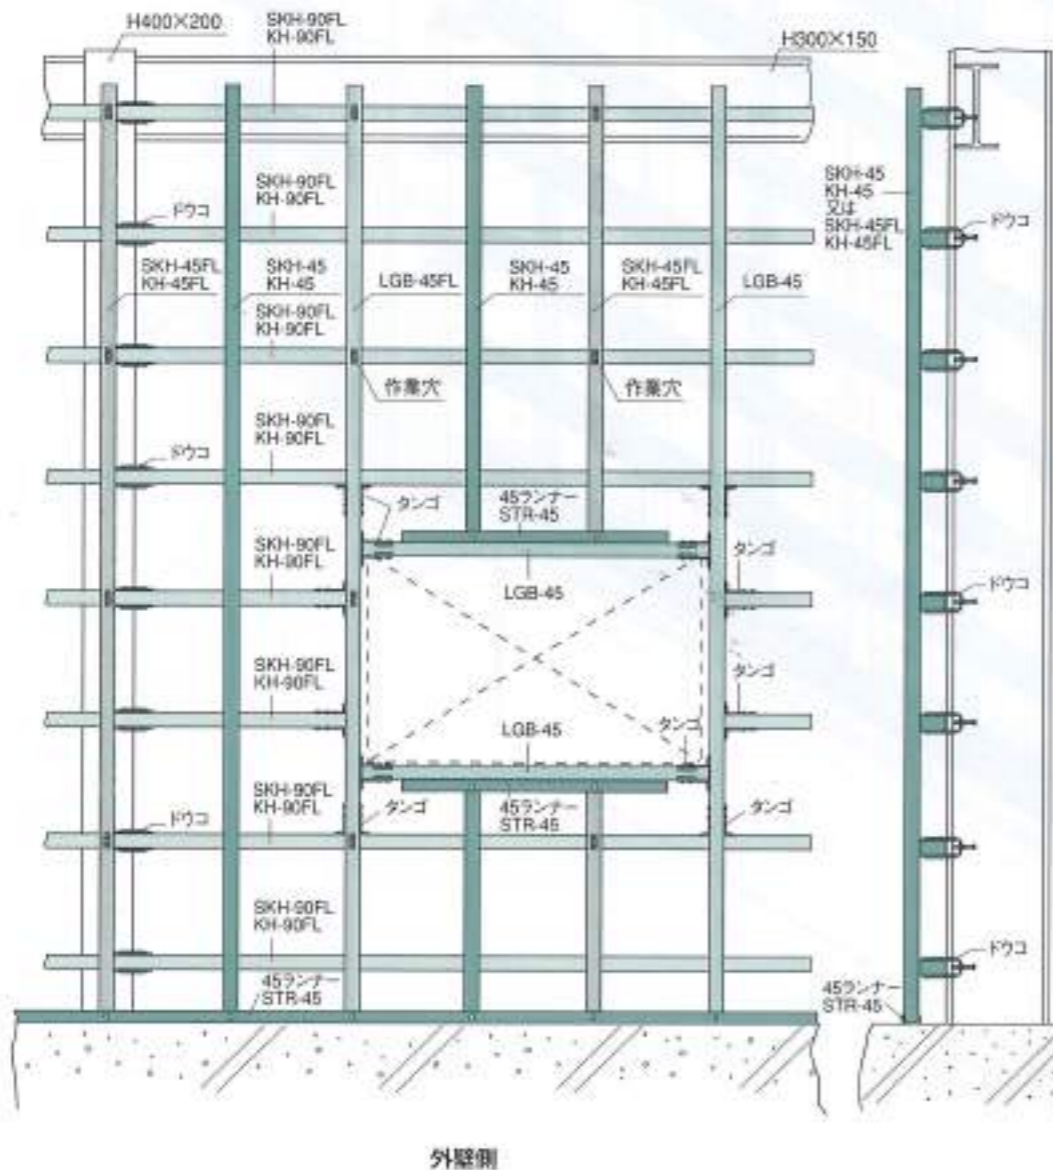 H400×200
SKH-90FL
KH-90FL
H300×150
SKH-90FL
KH-90FL
ドウコ
SKH-45
KH-45
又は
SKH-45FL
KH-45FL
ドウコ
SKH-45FL
KH-45FL
SKH-45
KH-45
LGB-45FL
SKH-45
KH-45
SKH-45FL
KH-45FL
LGB-45
SKH-90FL
KH-90FL
作業穴
作業穴
SKH-90FL
KH-90FL
ドウコ
タンゴ
45ランナー
STR-45
SKH-90FL
KH-90FL
タンゴ
LGB-45
ドウコ
SKH-90FL
KH-90FL
タンゴ
LGB-45
タンゴ
SKH-90FL
KH-90FL
ドウコ
タンゴ
45ランナー
STR-45
タンゴ
SKH-90FL
KH-90FL
ドウコ
45ランナー
STR-45
45ランナー
STR-45
外壁側